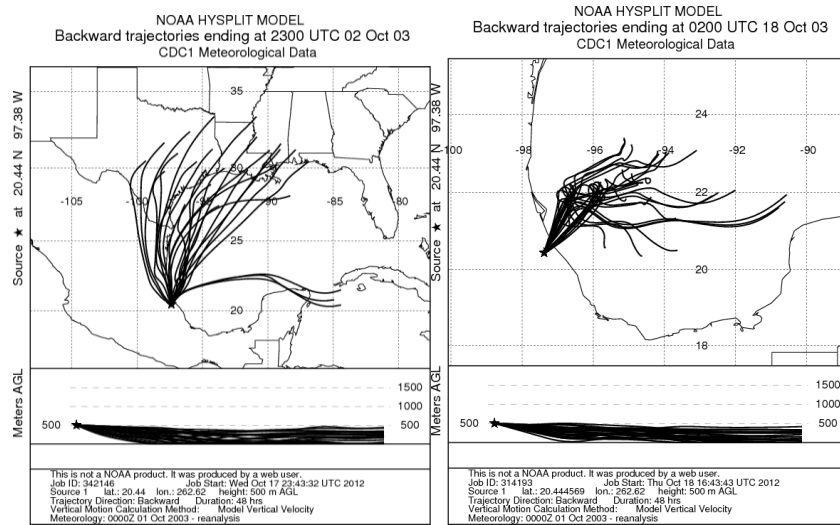 NOAA HYSPLIT MODEL
Backward trajectories ending at 2300 UTC 02 Oct 03
CDC1 Meteorological Data
Source ★ at 20.44 N 97.38 W
35
30
-105
-100
-95
-90
-85
-80
25
20
Meters AGL
500
1500
1000
500
This is not a NOAA product. It was produced by a web user.
Job ID: 342146 Job Start: Wed Oct 17 23:43:32 UTC 2012
Source 1 lat.: 20.44 lon.: 262.62 height: 500 m AGL
Trajectory Direction: Backward Duration: 48 hrs
Vertical Motion Calculation Method: Model Vertical Velocity
Meteorology: 0000Z 01 Oct 2003 - reanalysis
NOAA HYSPLIT MODEL
Backward trajectories ending at 0200 UTC 18 Oct 03
CDC1 Meteorological Data
Source ★ at 20.44 N 97.38 W
24
-100
-98
-96
-94
-92
-90
22
20
18
Meters AGL
500
1500
1000
500
This is not a NOAA product. It was produced by a web user.
Job ID: 314193 Job Start: Thu Oct 18 16:43:43 UTC 2012
Source 1 lat.: 20.444569 lon.: 262.62 height: 500 m AGL
Trajectory Direction: Backward Duration: 48 hrs
Vertical Motion Calculation Method: Model Vertical Velocity
Meteorology: 0000Z 01 Oct 2003 - reanalysis